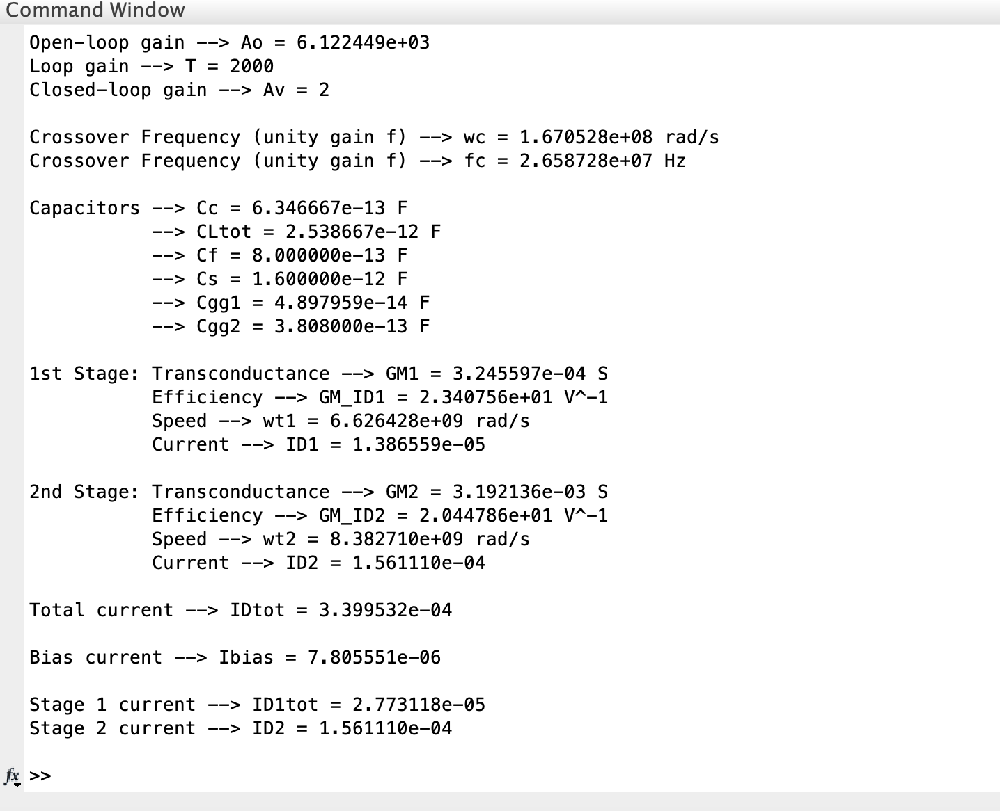 Command Window
Open-loop gain --> Ao = 6.122449e+03
Loop gain --> T = 2000
Closed-loop gain --> Av = 2
Crossover Frequency (unity gain f) --> wc = 1.670528e+08 rad/s
Crossover Frequency (unity gain f) --> fc = 2.658728e+07 Hz
Capacitors --> Cc = 6.346667e-13 F
--> CLtot = 2.538667e-12 F
--> Cf = 8.000000e-13 F
--> Cs = 1.600000e-12 F
--> Cgg1 = 4.897959e-14 F
--> Cgg2 = 3.808000e-13 F
1st Stage: Transconductance --> GM1 = 3.245597e-04 S
Efficiency --> GM_ID1 = 2.340756e+01 V^-1
Speed --> wt1 = 6.626428e+09 rad/s
Current --> ID1 = 1.386559e-05
2nd Stage: Transconductance --> GM2 = 3.192136e-03 S
Efficiency --> GM_ID2 = 2.044786e+01 V^-1
Speed --> wt2 = 8.382710e+09 rad/s
Current --> ID2 = 1.561110e-04
Total current --> IDtot = 3.399532e-04
Bias current --> Ibias = 7.805551e-06
Stage 1 current --> ID1tot = 2.773118e-05
Stage 2 current --> ID2 = 1.561110e-04
fx >>